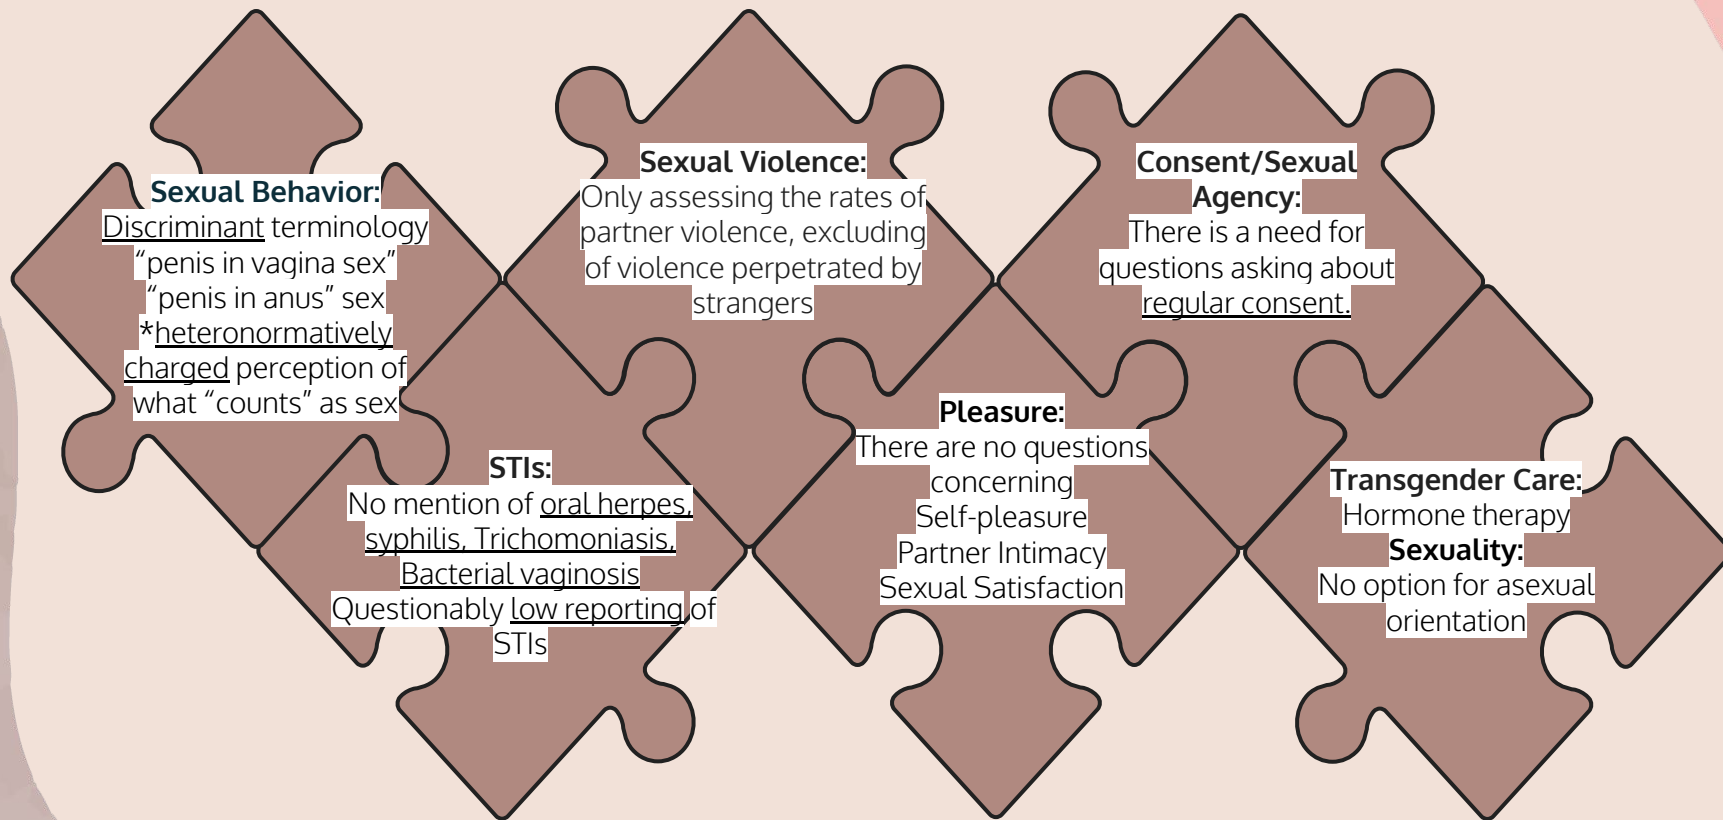 Sexual Behavior:
Discriminant terminology
“penis in vagina sex”
“penis in anus” sex
*heteronormatively
charged perception of
what “counts” as sex
Sexual Violence:
Only assessing the rates of
partner violence, excluding
of violence perpetrated by
strangers
Consent/Sexual
Agency:
There is a need for
questions asking about
regular consent.
STIs:
No mention of oral herpes,
syphilis, Trichomoniasis,
Bacterial vaginosis
Questionably low reporting of
STIs
Pleasure:
There are no questions
concerning
Self-pleasure
Partner Intimacy
Sexual Satisfaction
Transgender Care:
Hormone therapy
Sexuality:
No option for asexual
orientation